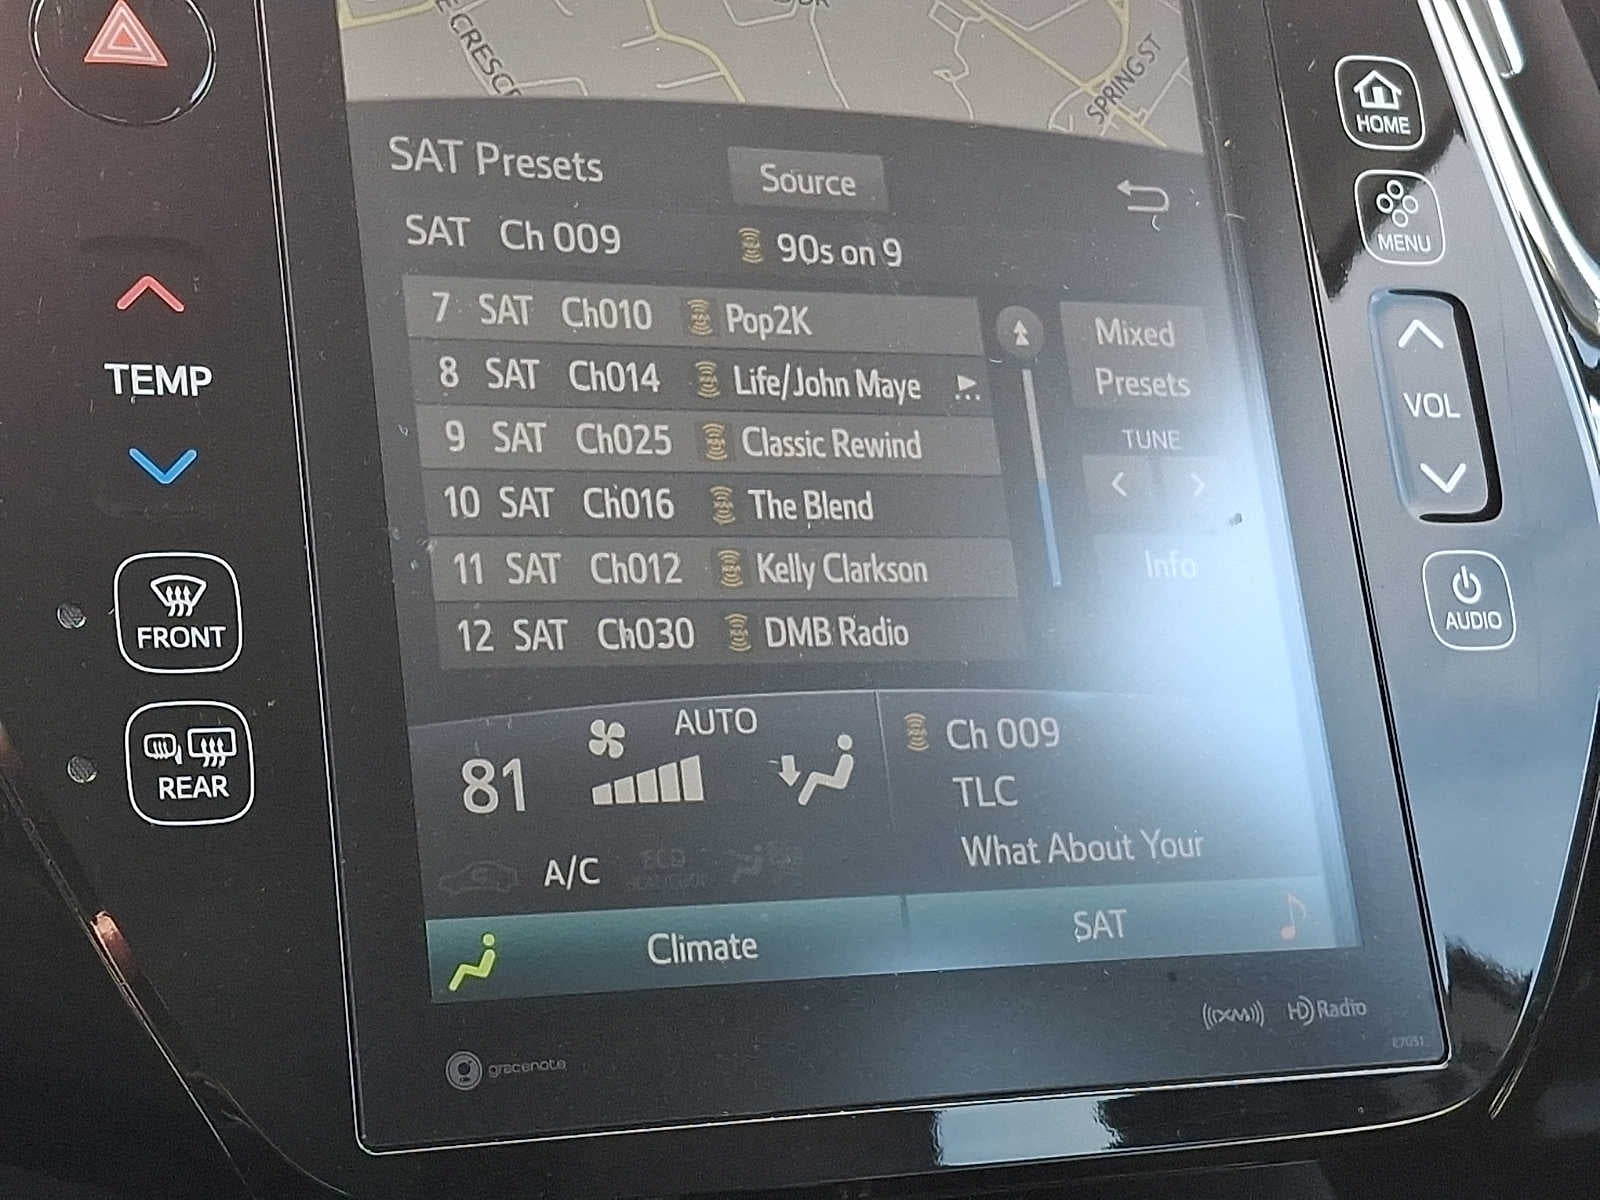 SPRING ST
HOME
MENU
SAT Presets
Source
SAT Ch 009 90s on 9
7 SAT Ch010 Pop2K
8 SAT Ch014 Life/John Maye ...
9 SAT Ch025 Classic Rewind
10 SAT Ch016 The Blend
11 SAT Ch012 Kelly Clarkson
12 SAT Ch030 DMB Radio
Mixed
Presets
TUNE
Info
TEMP
FRONT
REAR
VOL
AUDIO
81
AUTO
A/C
Ch 009
TLC
What About Your
Climate
SAT
((XM))
HD Radio
E7051
gracenote